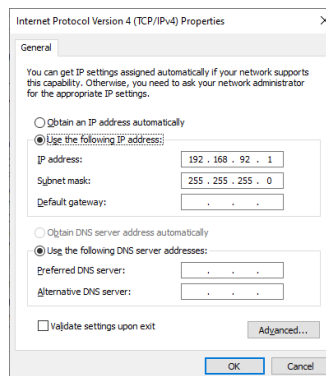 Internet Protocol Version 4 (TCP/IPv4) Properties
General
You can get IP settings assigned automatically if your network supports
this capability. Otherwise, you need to ask your network administrator
for the appropriate IP settings.
Obtain an IP address automatically
Use the following IP address:
IP address: 192 . 168 . 92 . 1
Subnet mask: 255 . 255 . 255 . 0
Default gateway: . . .
Obtain DNS server address automatically
Use the following DNS server addresses:
Preferred DNS server: . . .
Alternative DNS server: . . .
Validate settings upon exit
Advanced...
OK Cancel